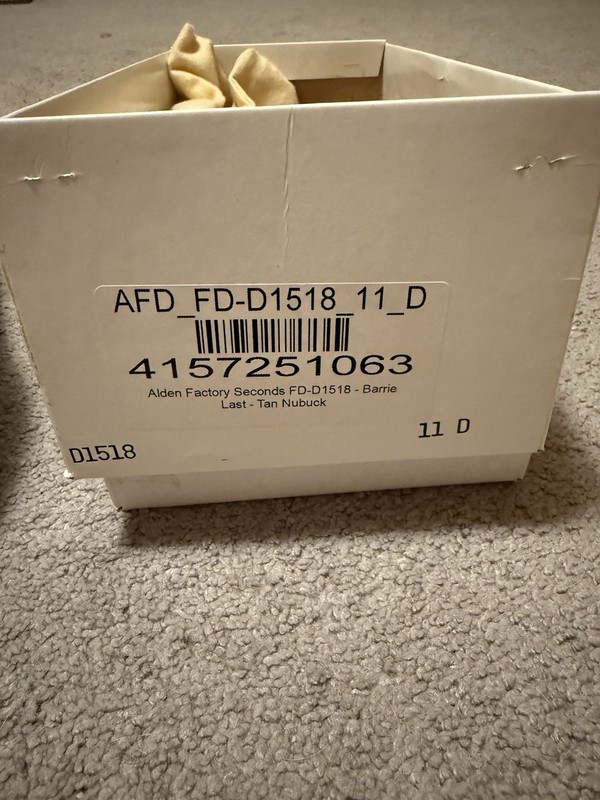 AFD_FD-D1518_11_D
4157251063
Alden Factory Seconds FD-D1518 - Barrie
Last - Tan Nubuck
D1518
11 D